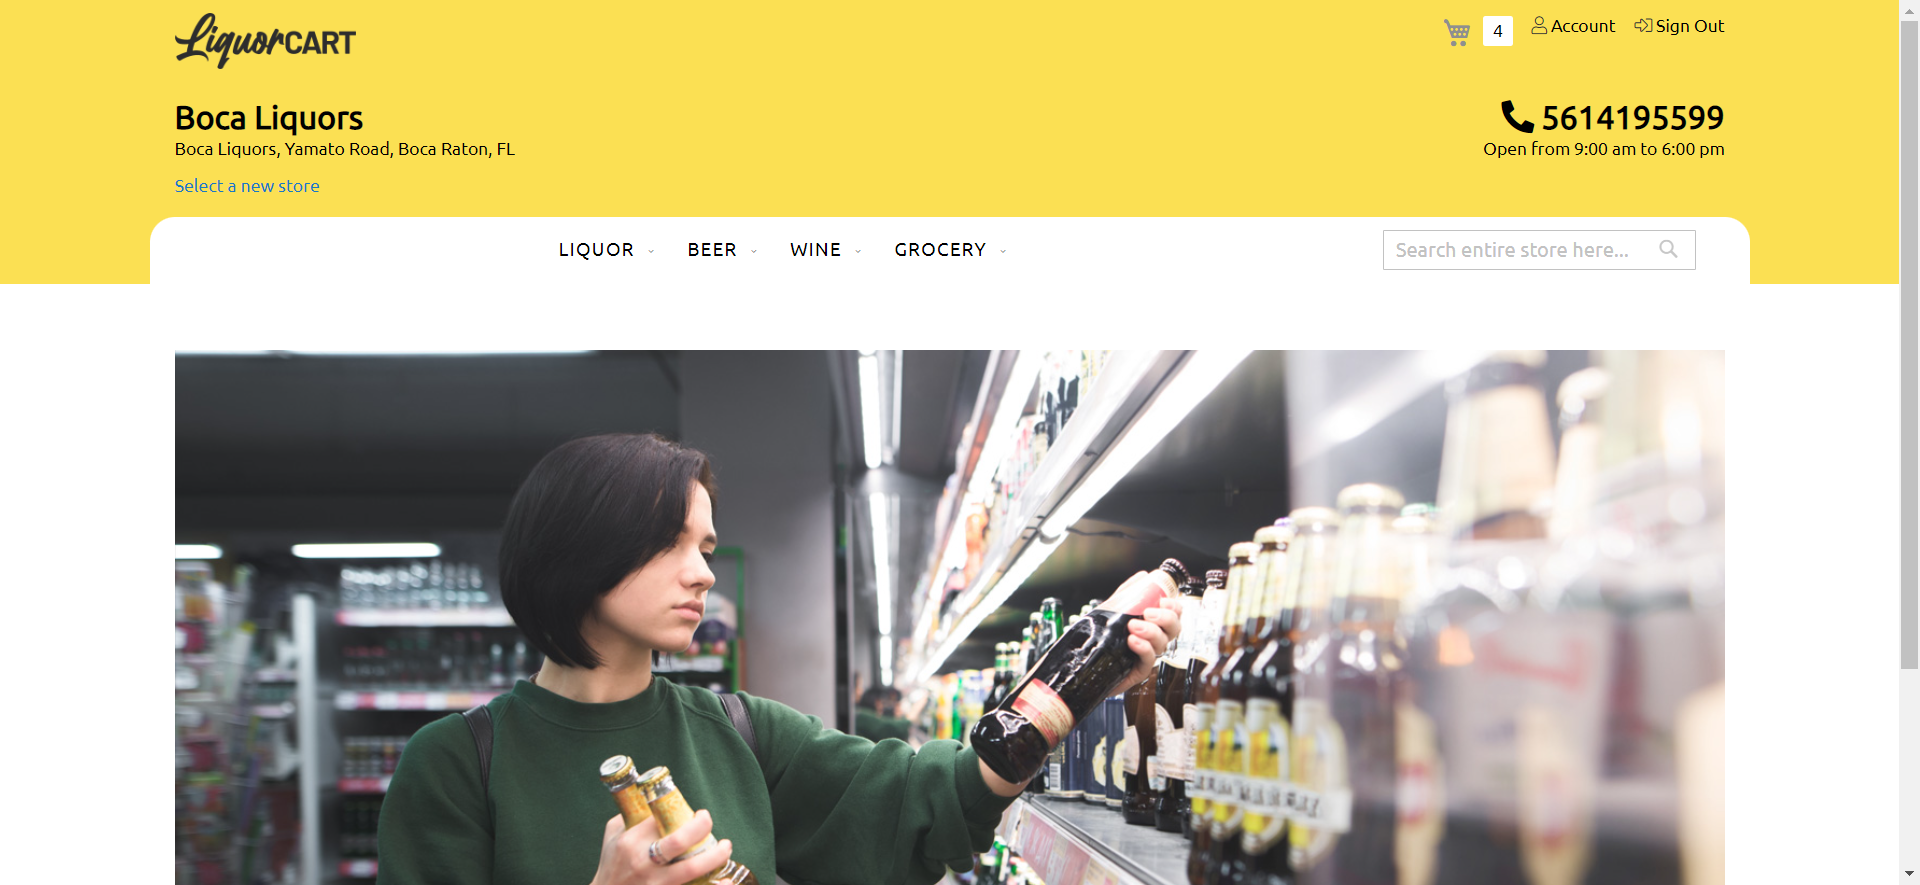 LiquorCART
4
Account
Sign Out
Boca Liquors
5614195599
Boca Liquors, Yamato Road, Boca Raton, FL
Open from 9:00 am to 6:00 pm
Select a new store
LIQUOR
BEER
WINE
GROCERY
Search entire store here...